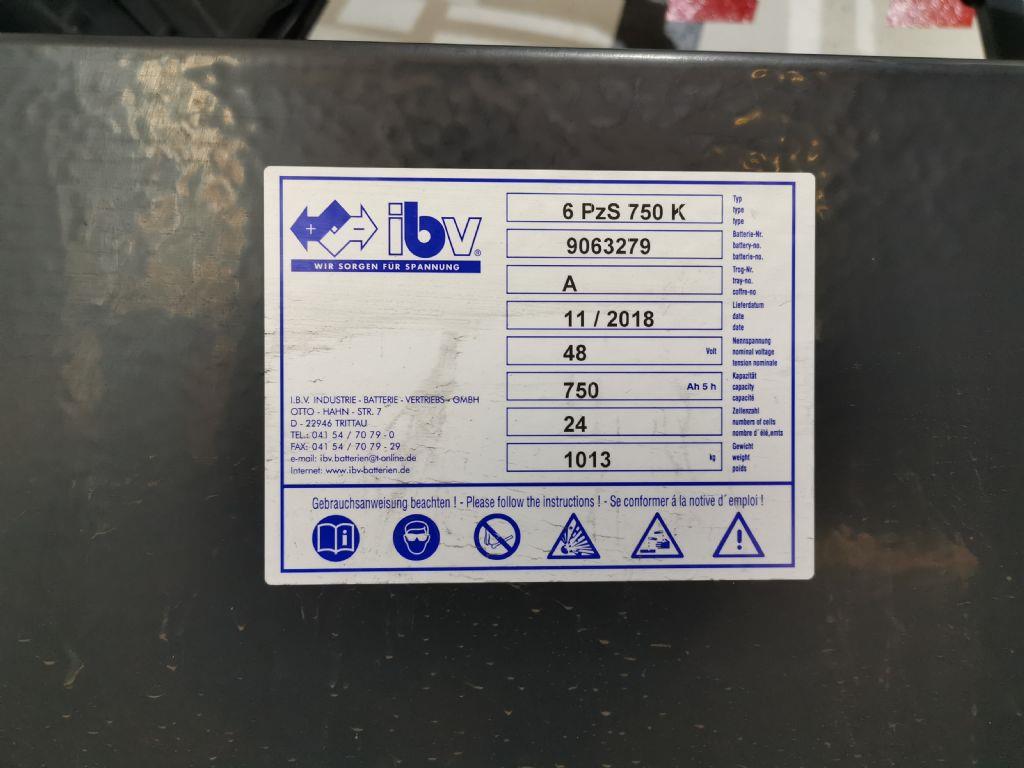 ibv®
WIR SORGEN FÜR SPANNUNG
I.B.V. INDUSTRIE - BATTERIE - VERTRIEBS - GMBH
OTTO - HAHN - STR. 7
D - 22946 TRITTAU
TEL.: 041 54 / 70 79 - 0
FAX: 041 54 / 70 79 - 29
e-mail: ibv.batterien@t-online.de
Internet: www.ibv-batterien.de
6 PzS 750 K
Typ
type
type
9063279
Batterie-Nr.
battery-no.
batterie-no.
A
Trog-Nr.
tray-no.
coffre-no
11 / 2018
Lieferdatum
date
date
48 Volt
Nennspannung
nominal voltage
tension nominale
750 Ah 5 h
Kapazität
capacity
capacité
24
Zellenzahl
numbers of cells
nombre d´élé,emts
1013 kg
Gewicht
weight
poids
Gebrauchsanweisung beachten ! - Please follow the instructions ! - Se conformer á la notive d´ emploi !